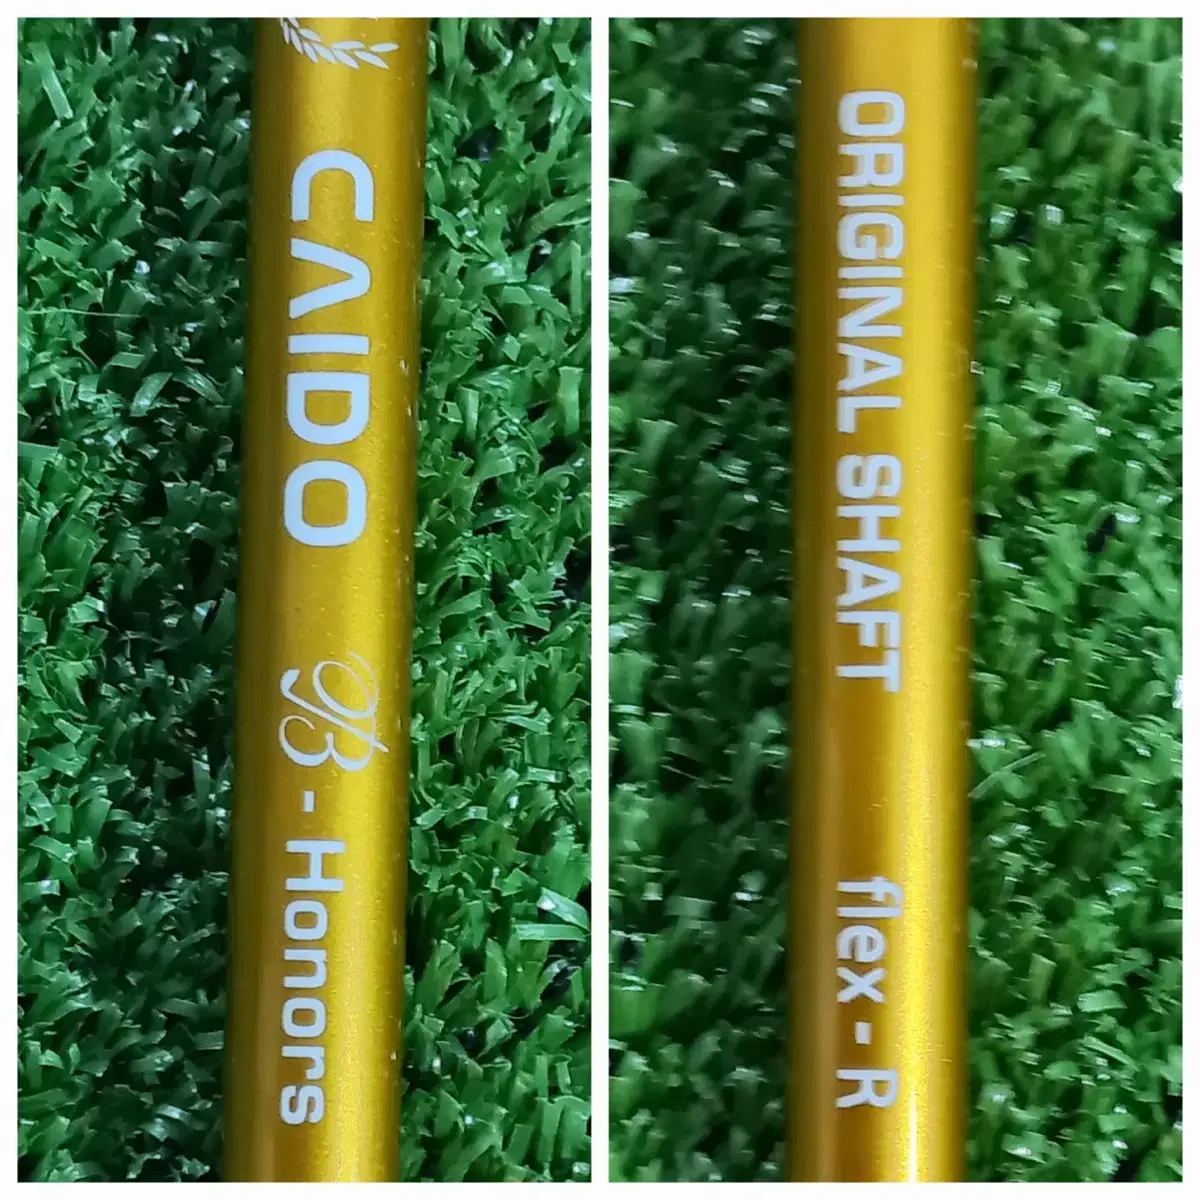 CAIDO
B - Honors
ORIGINAL SHAFT
flex - R